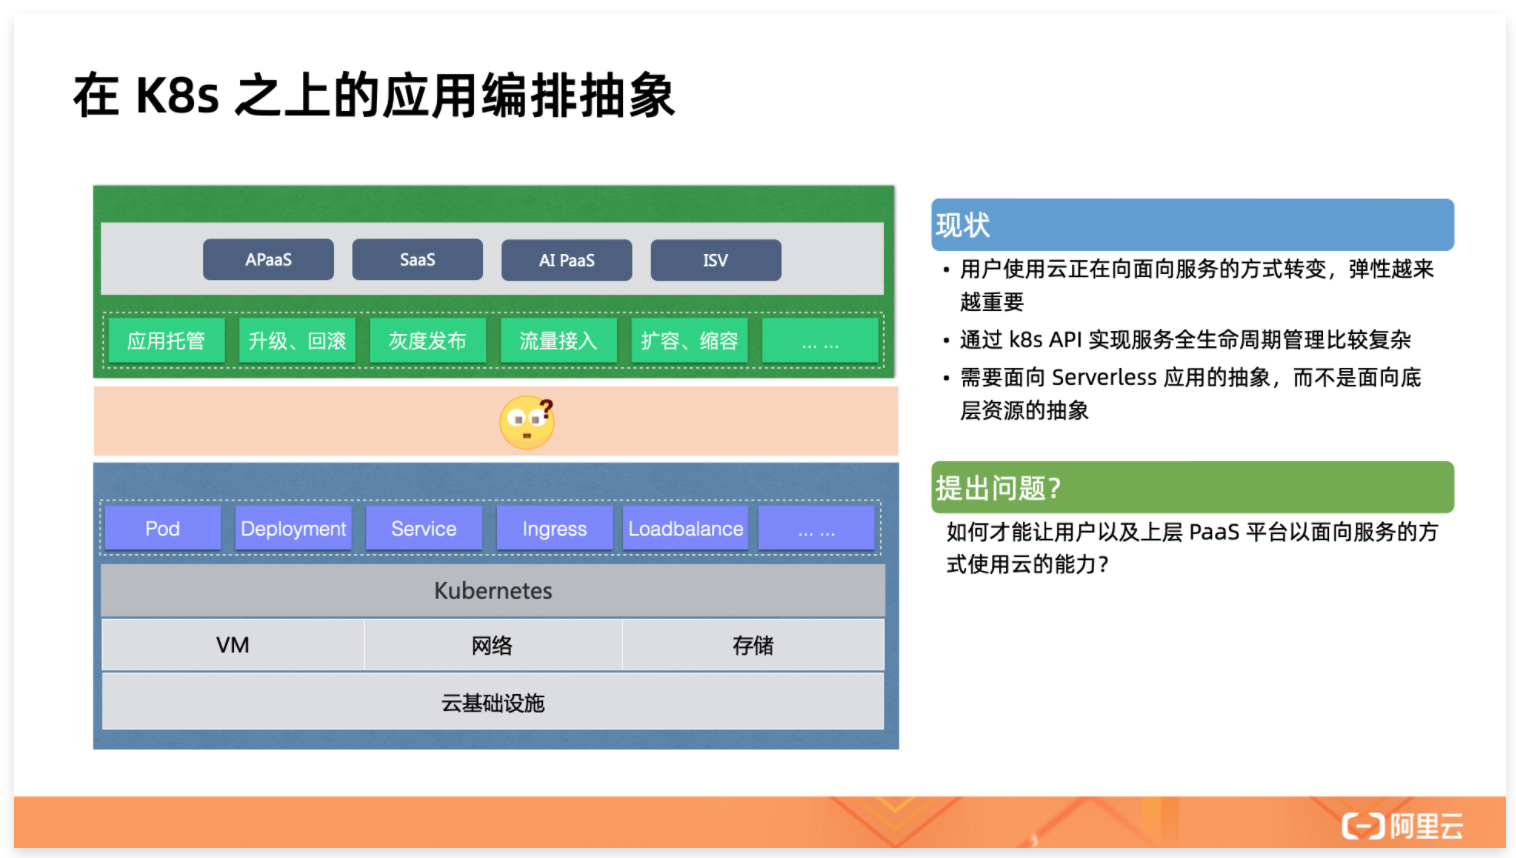 在 K8s 之上的应用编排抽象
APaaS
SaaS
AI PaaS
ISV
应用托管
升级、回滚
灰度发布
流量接入
扩容、缩容
... ...
?
Pod
Deployment
Service
Ingress
Loadbalance
... ...
Kubernetes
VM
网络
存储
云基础设施
现状
• 用户使用云正在向面向服务的方式转变，弹性越来
越重要
• 通过 k8s API 实现服务全生命周期管理比较复杂
• 需要面向 Serverless 应用的抽象，而不是面向底
层资源的抽象
提出问题？
如何才能让用户以及上层 PaaS 平台以面向服务的方
式使用云的能力？
阿里云